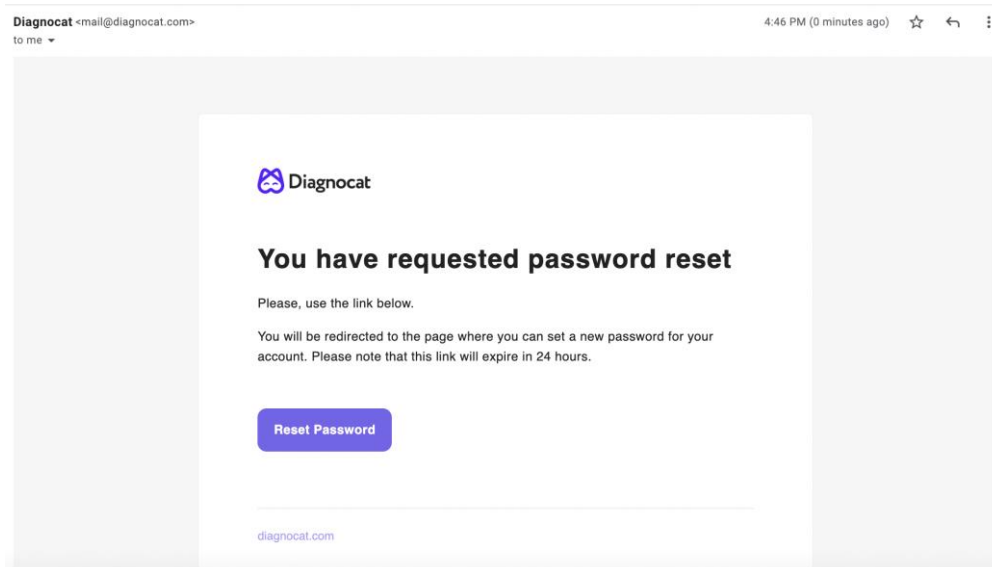 Diagnocat <mail@diagnocat.com>
4:46 PM (0 minutes ago)
to me
Diagnocat
You have requested password reset
Please, use the link below.
You will be redirected to the page where you can set a new password for your
account. Please note that this link will expire in 24 hours.
Reset Password
diagnocat.com